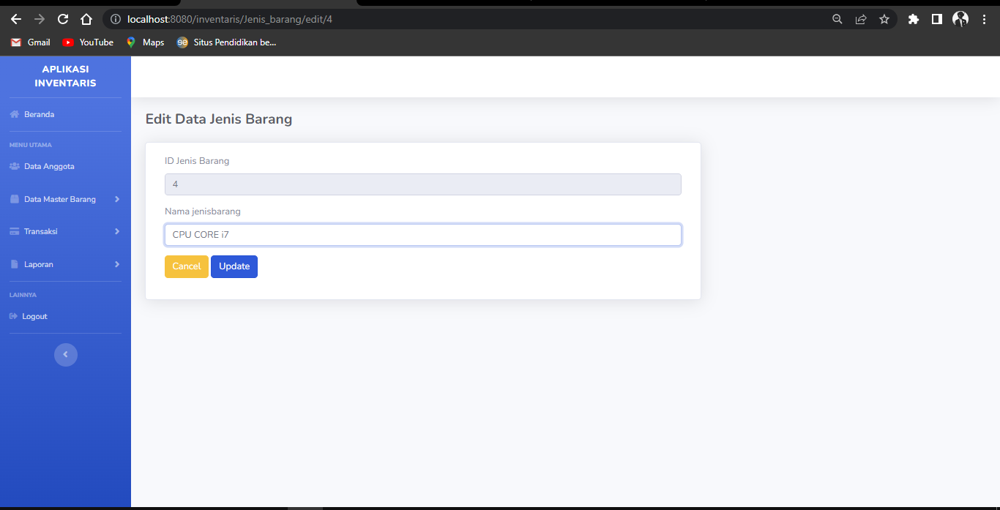 localhost:8080/inventaris/Jenis_barang/edit/4
Gmail YouTube Maps Situs Pendidikan be...
APLIKASI
INVENTARIS
Beranda
MENU UTAMA
Data Anggota
Data Master Barang
Transaksi
Laporan
LAINNYA
Logout
Edit Data Jenis Barang
ID Jenis Barang
4
Nama jenisbarang
CPU CORE i7
Cancel Update